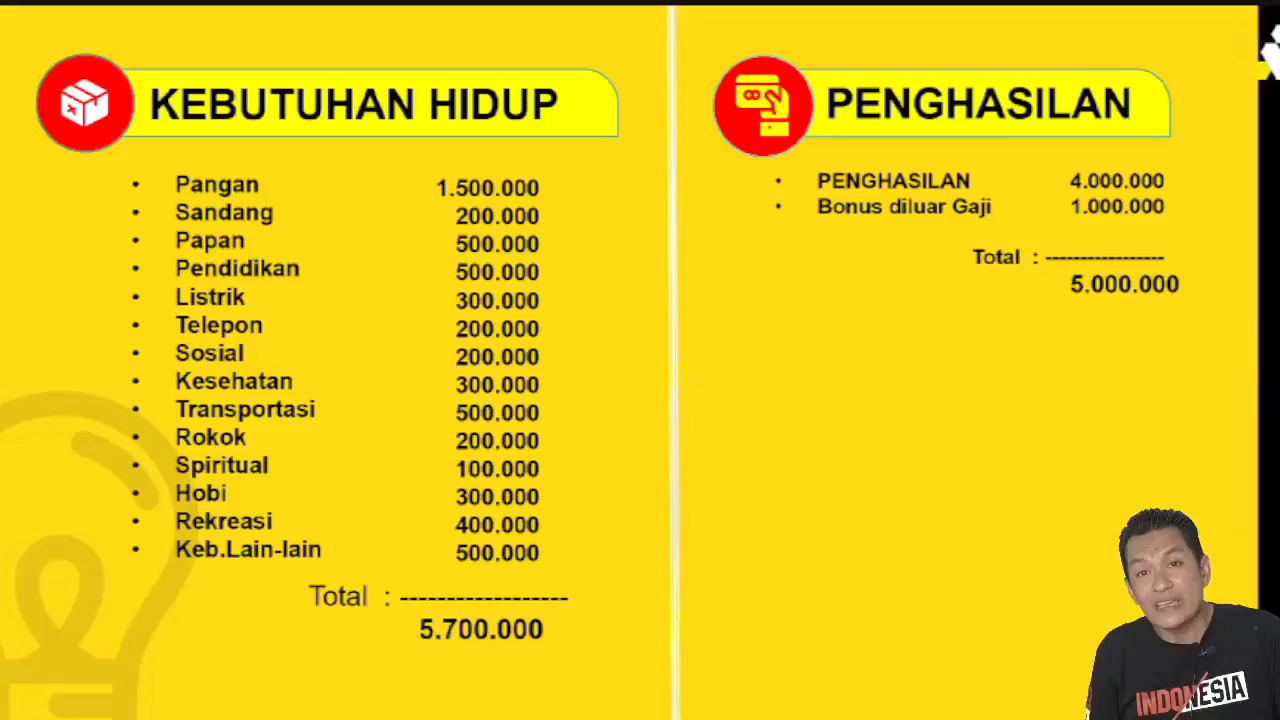 KEBUTUHAN HIDUP
• Pangan 1.500.000
• Sandang 200.000
• Papan 500.000
• Pendidikan 500.000
• Listrik 300.000
• Telepon 200.000
• Sosial 200.000
• Kesehatan 300.000
• Transportasi 500.000
• Rokok 200.000
• Spiritual 100.000
• Hobi 300.000
• Rekreasi 400.000
• Keb.Lain-lain 500.000
Total : ------------------
5.700.000
PENGHASILAN
• PENGHASILAN 4.000.000
• Bonus diluar Gaji 1.000.000
Total : -----------------
5.000.000
INDONESIA